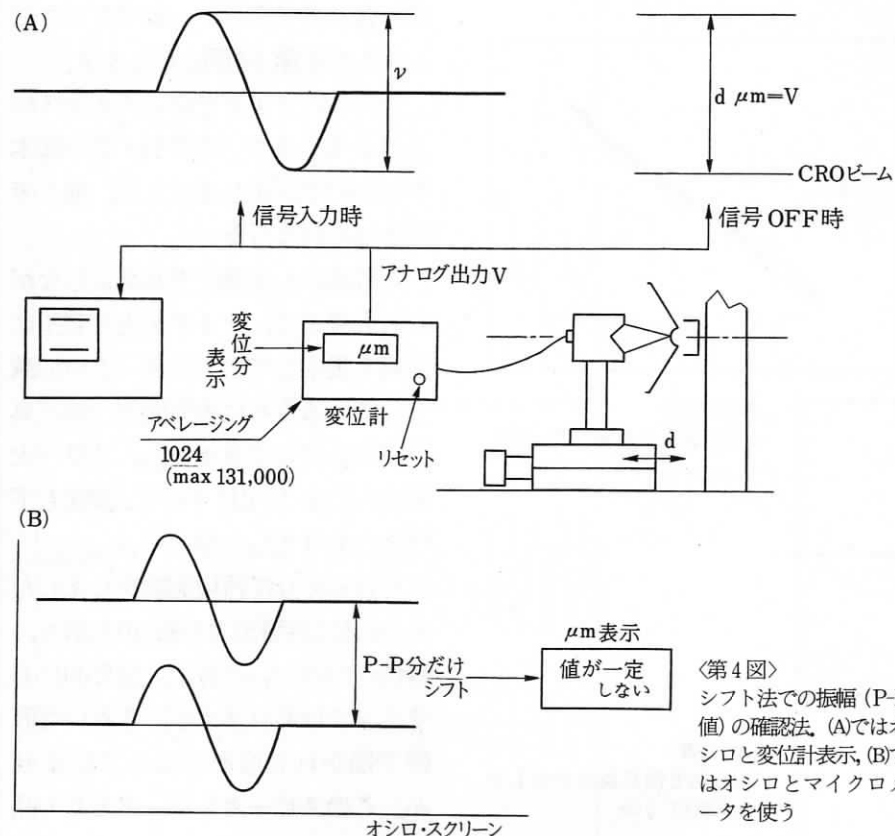 (A)
ν
d μm=V
CROビーム
信号入力時
信号OFF時
アナログ出力V
変位分
表示
μm
アベレージング
1024
(max 131,000)
変位計
リセット
d
(B)
P-P分だけ
シフト
μm表示
値が一定
しない
オシロ・スクリーン
〈第4図〉
シフト法での振幅 (P-
値) の確認法。(A)ではオ
シロと変位計表示, (B)で
はオシロとマイクロメ
ータを使う